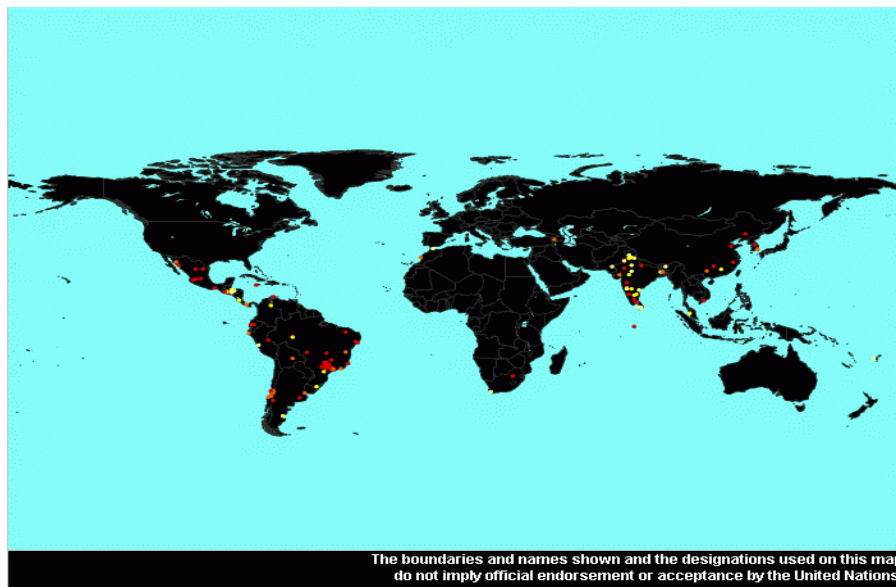 The boundaries and names shown and the designations used on this map
do not imply official endorsement or acceptance by the United Nations